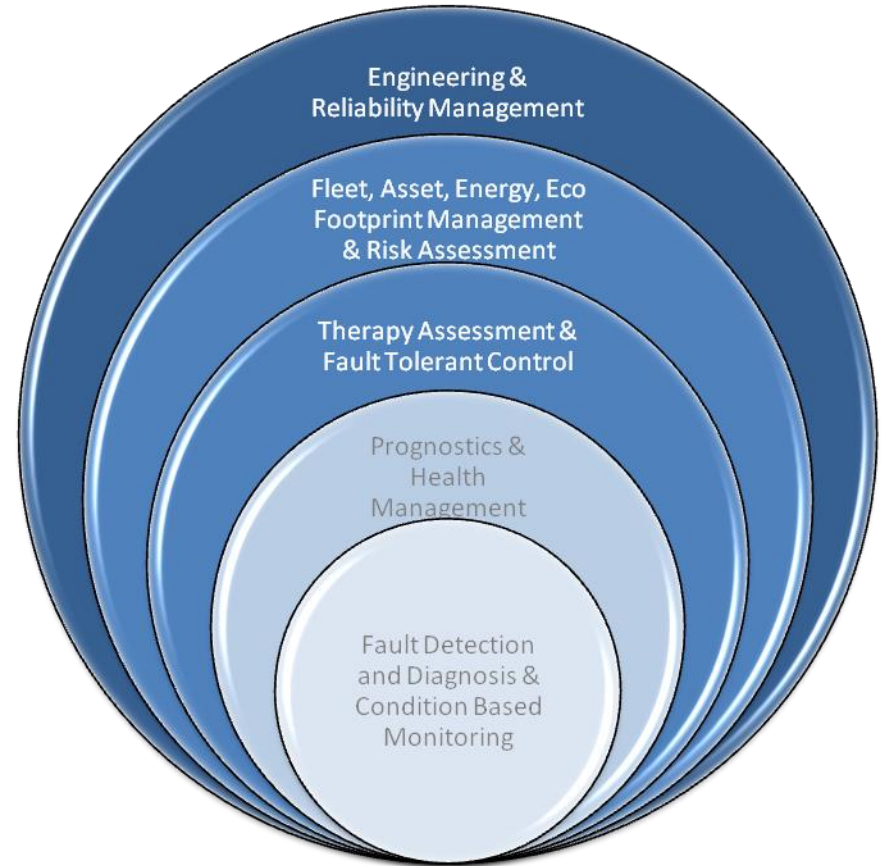 Engineering &
Reliability Management
Fleet, Asset, Energy, Eco
Footprint Management
& Risk Assessment
Therapy Assessment &
Fault Tolerant Control
Prognostics &
Health
Management
Fault Detection
and Diagnosis &
Condition Based
Monitoring